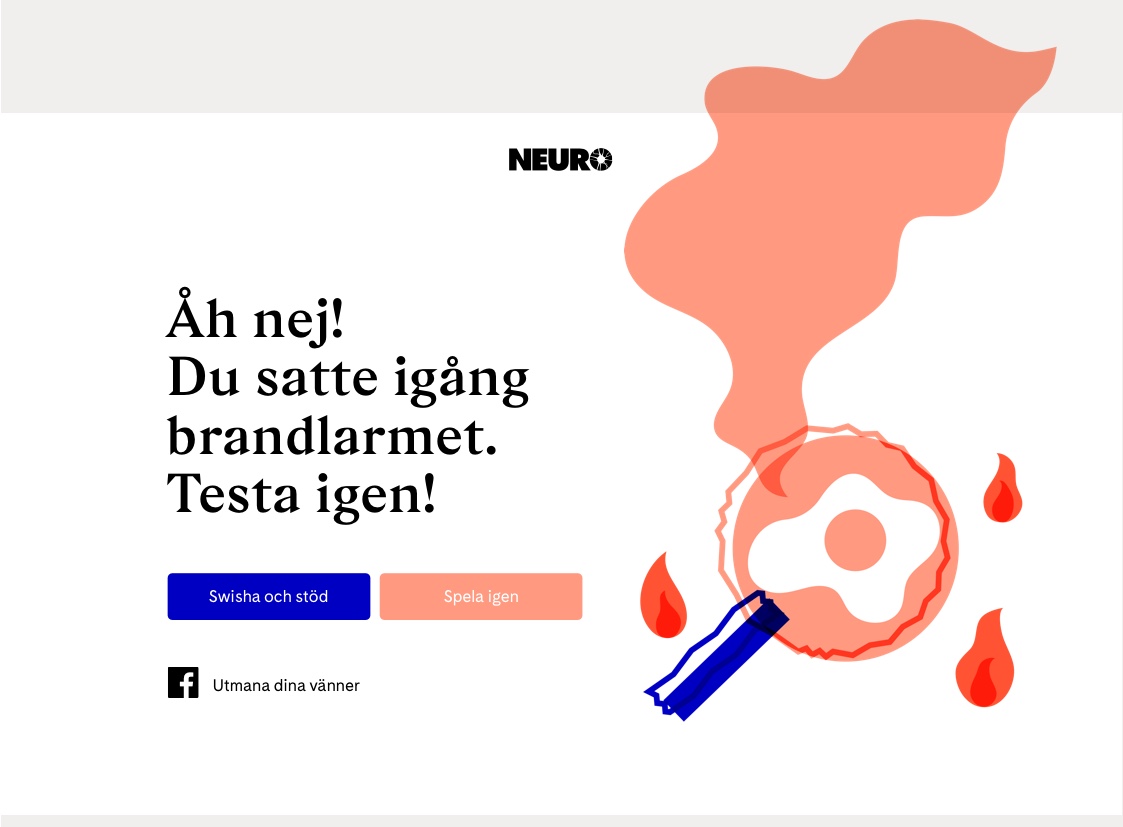 NEURO
Åh nej!
Du satte igång
brandlarmet.
Testa igen!
Swisha och stöd
Spela igen
Utmana dina vänner